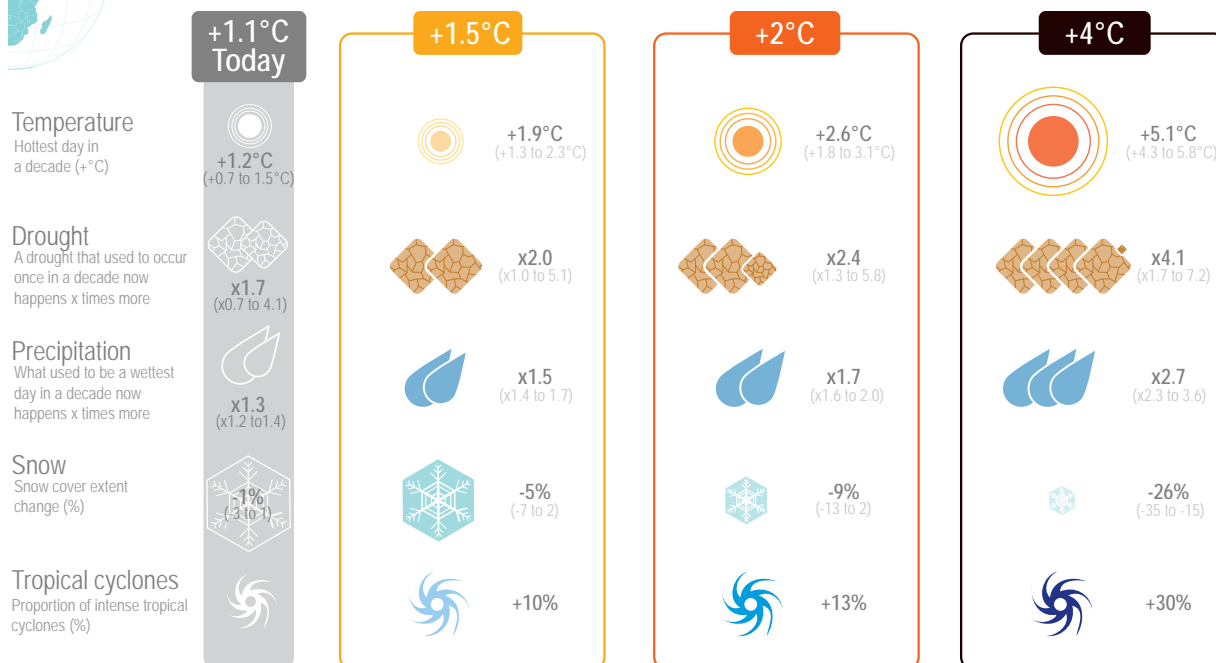 +1.1°C
Today
+1.5°C
+2°C
+4°C
Temperature
Hottest day in
a decade (+°C)
+1.2°C
(+0.7 to 1.5°C)
+1.9°C
(+1.3 to 2.3°C)
+2.6°C
(+1.8 to 3.1°C)
+5.1°C
(+4.3 to 5.8°C)
Drought
A drought that used to occur
once in a decade now
happens x times more
x1.7
(x0.7 to 4.1)
x2.0
(x1.0 to 5.1)
x2.4
(x1.3 to 5.8)
x4.1
(x1.7 to 7.2)
Precipitation
What used to be a wettest
day in a decade now
happens x times more
x1.3
(x1.2 to1.4)
x1.5
(x1.4 to 1.7)
x1.7
(x1.6 to 2.0)
x2.7
(x2.3 to 3.6)
Snow
Snow cover extent
change (%)
-1%
(-3 to 1)
-5%
(-7 to 2)
-9%
(-13 to 2)
-26%
(-35 to -15)
Tropical cyclones
Proportion of intense tropical
cyclones (%)
+10%
+13%
+30%